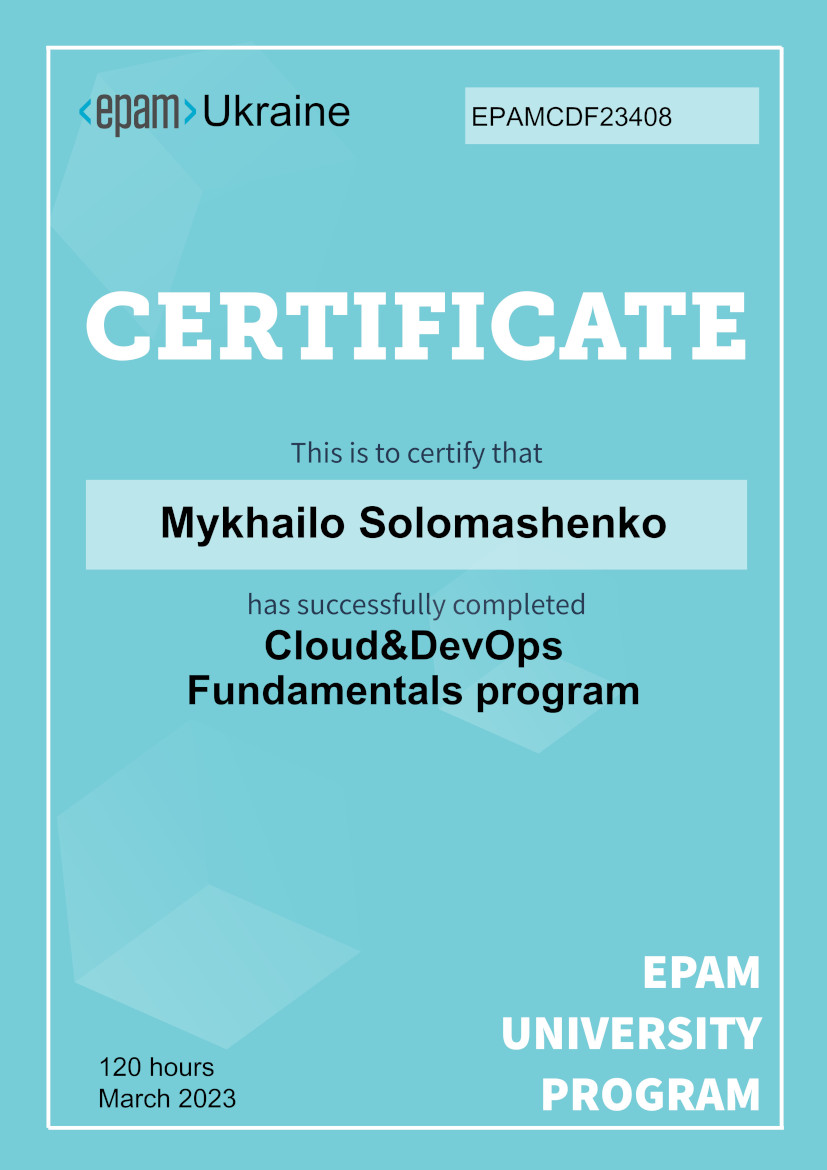 <epam> Ukraine
EPAMCDF23408
CERTIFICATE
This is to certify that
Mykhailo Solomashenko
has successfully completed
Cloud&DevOps
Fundamentals program
EPAM
UNIVERSITY
PROGRAM
120 hours
March 2023